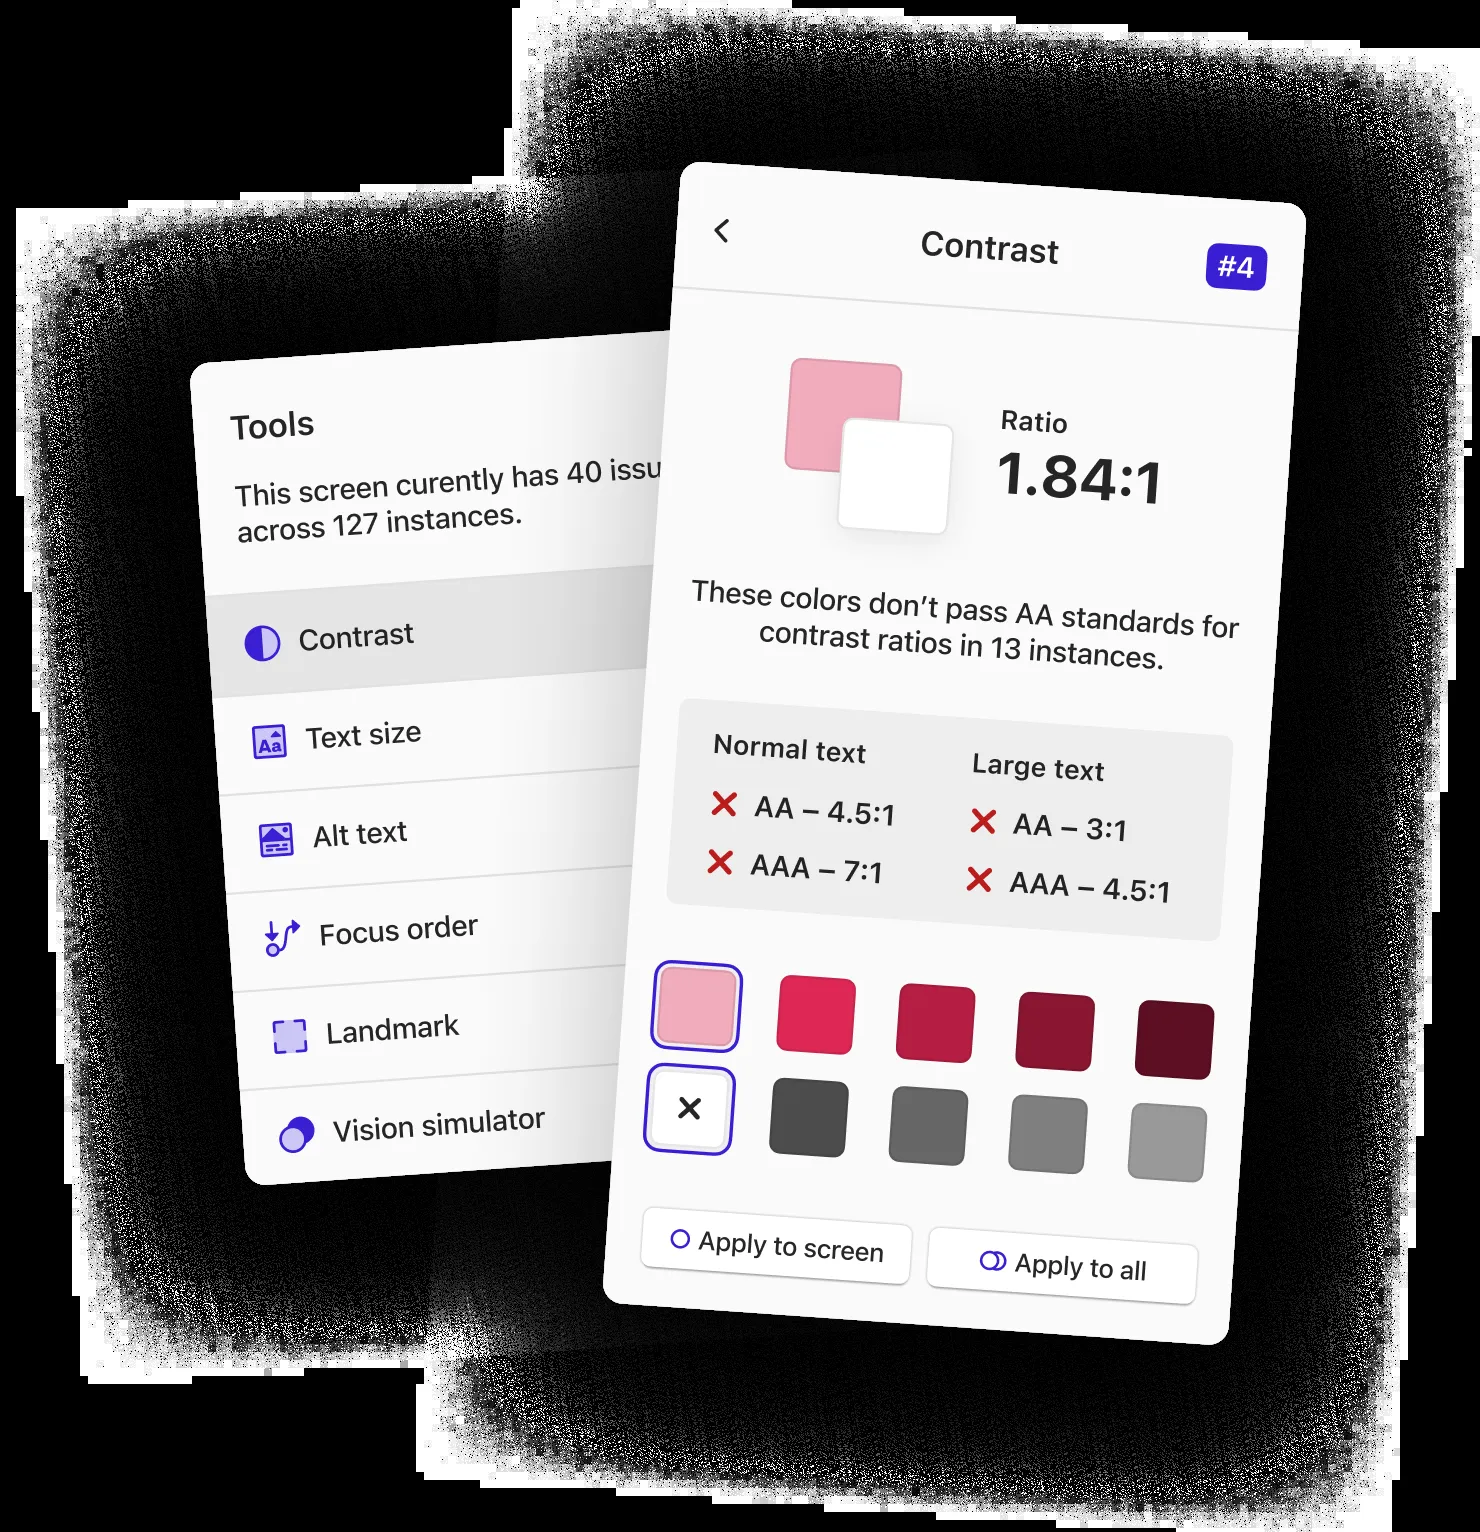 Tools
This screen curently has 40 issu
across 127 instances.
Contrast
Aa
Text size
Alt text
Focus order
Landmark
Vision simulator
Contrast
#4
Ratio
1.84:1
These colors don’t pass AA standards for
contrast ratios in 13 instances.
Normal text
AA – 4.5:1
AAA – 7:1
Large text
AA – 3:1
AAA – 4.5:1
Apply to screen
Apply to all